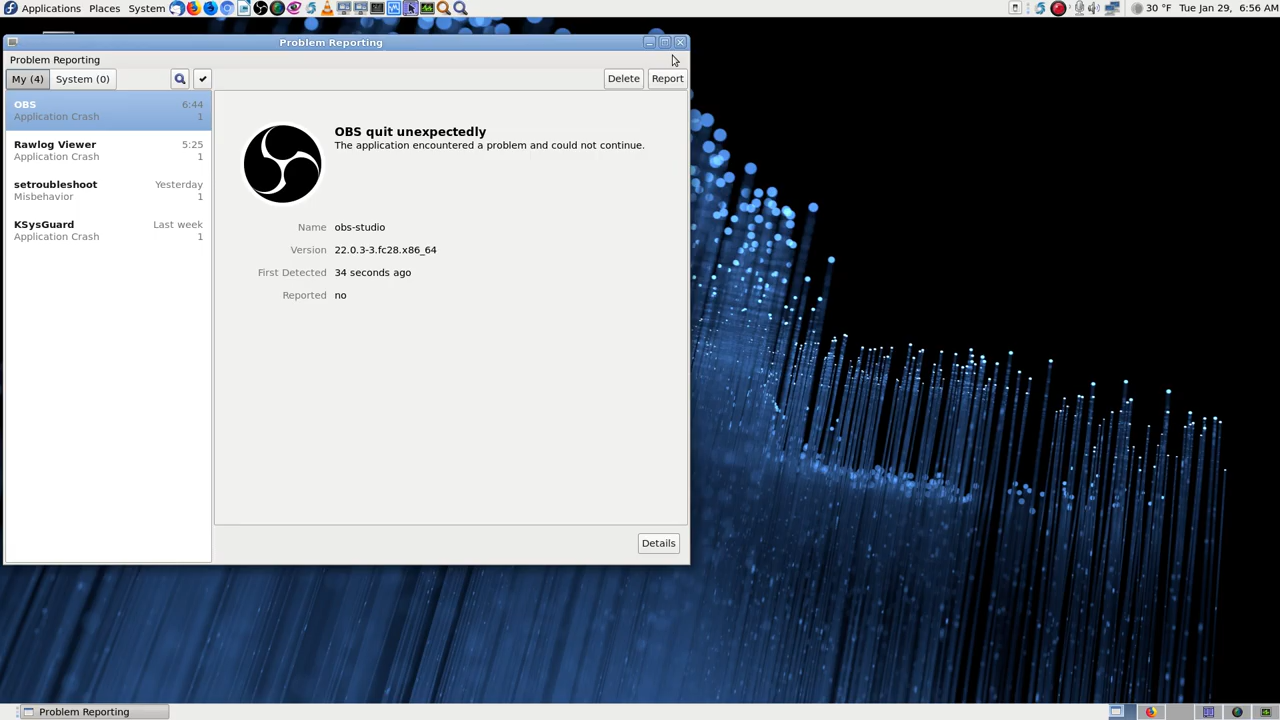 Applications Places System
30 °F Tue Jan 29, 6:56 AM
Problem Reporting
Problem Reporting
My (4) System (0) Delete Report
OBS 6:44
Application Crash 1
Rawlog Viewer 5:25
Application Crash 1
setroubleshoot Yesterday
Misbehavior 1
KSysGuard Last week
Application Crash 1
OBS quit unexpectedly
The application encountered a problem and could not continue.
Name obs-studio
Version 22.0.3-3.fc28.x86_64
First Detected 34 seconds ago
Reported no
Details
Problem Reporting